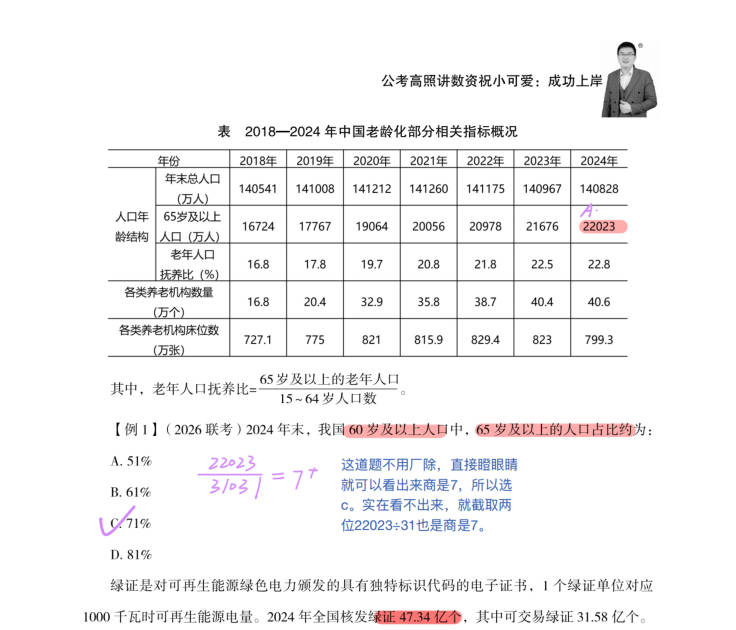 公考高照讲数资祝小可爱：成功上岸
表 2018—2024 年中国老龄化部分相关指标概况
年份 2018年 2019年 2020年 2021年 2022年 2023年 2024年
人口年龄结构
年末总人口（万人） 140541 141008 141212 141260 141175 140967 140828
A.
65岁及以上人口（万人） 16724 17767 19064 20056 20978 21676 22023
老年人口抚养比（%） 16.8 17.8 19.7 20.8 21.8 22.5 22.8
各类养老机构数量（万个） 16.8 20.4 32.9 35.8 38.7 40.4 40.6
各类养老机构床位数（万张） 727.1 775 821 815.9 829.4 823 799.3
其中，老年人口抚养比=65岁及以上的老年人口/15~64岁人口数。
【例 1】（2026 联考）2024 年末，我国 60 岁及以上人口中，65 岁及以上的人口占比约为：
A. 51%
B. 61%
C. 71%
D. 81%
22023
31031
= 7+
这道题不用厂除，直接瞪眼睛
就可以看出来商是7，所以选
c。实在看不出来，就截取两
位22023÷31也是商是7。
绿证是对可再生能源绿色电力颁发的具有独特标识代码的电子证书，1 个绿证单位对应
1000 千瓦时可再生能源电量。2024 年全国核发绿证 47.34 亿个，其中可交易绿证 31.58 亿个。